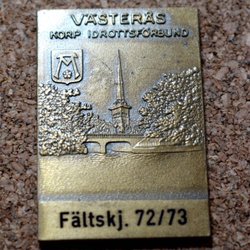 VÄSTERÅS
KORP IDROTTSFÖRBUND
Fältskj. 72/73